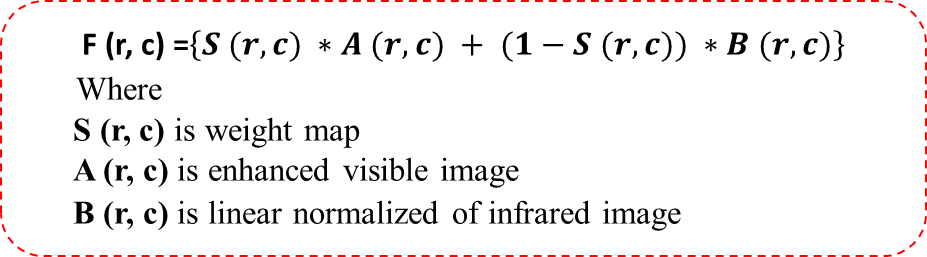 F (r, c) ={S (r, c) * A (r, c) + (1 − S (r, c)) * B (r, c)}
Where
S (r, c) is weight map
A (r, c) is enhanced visible image
B (r, c) is linear normalized of infrared image